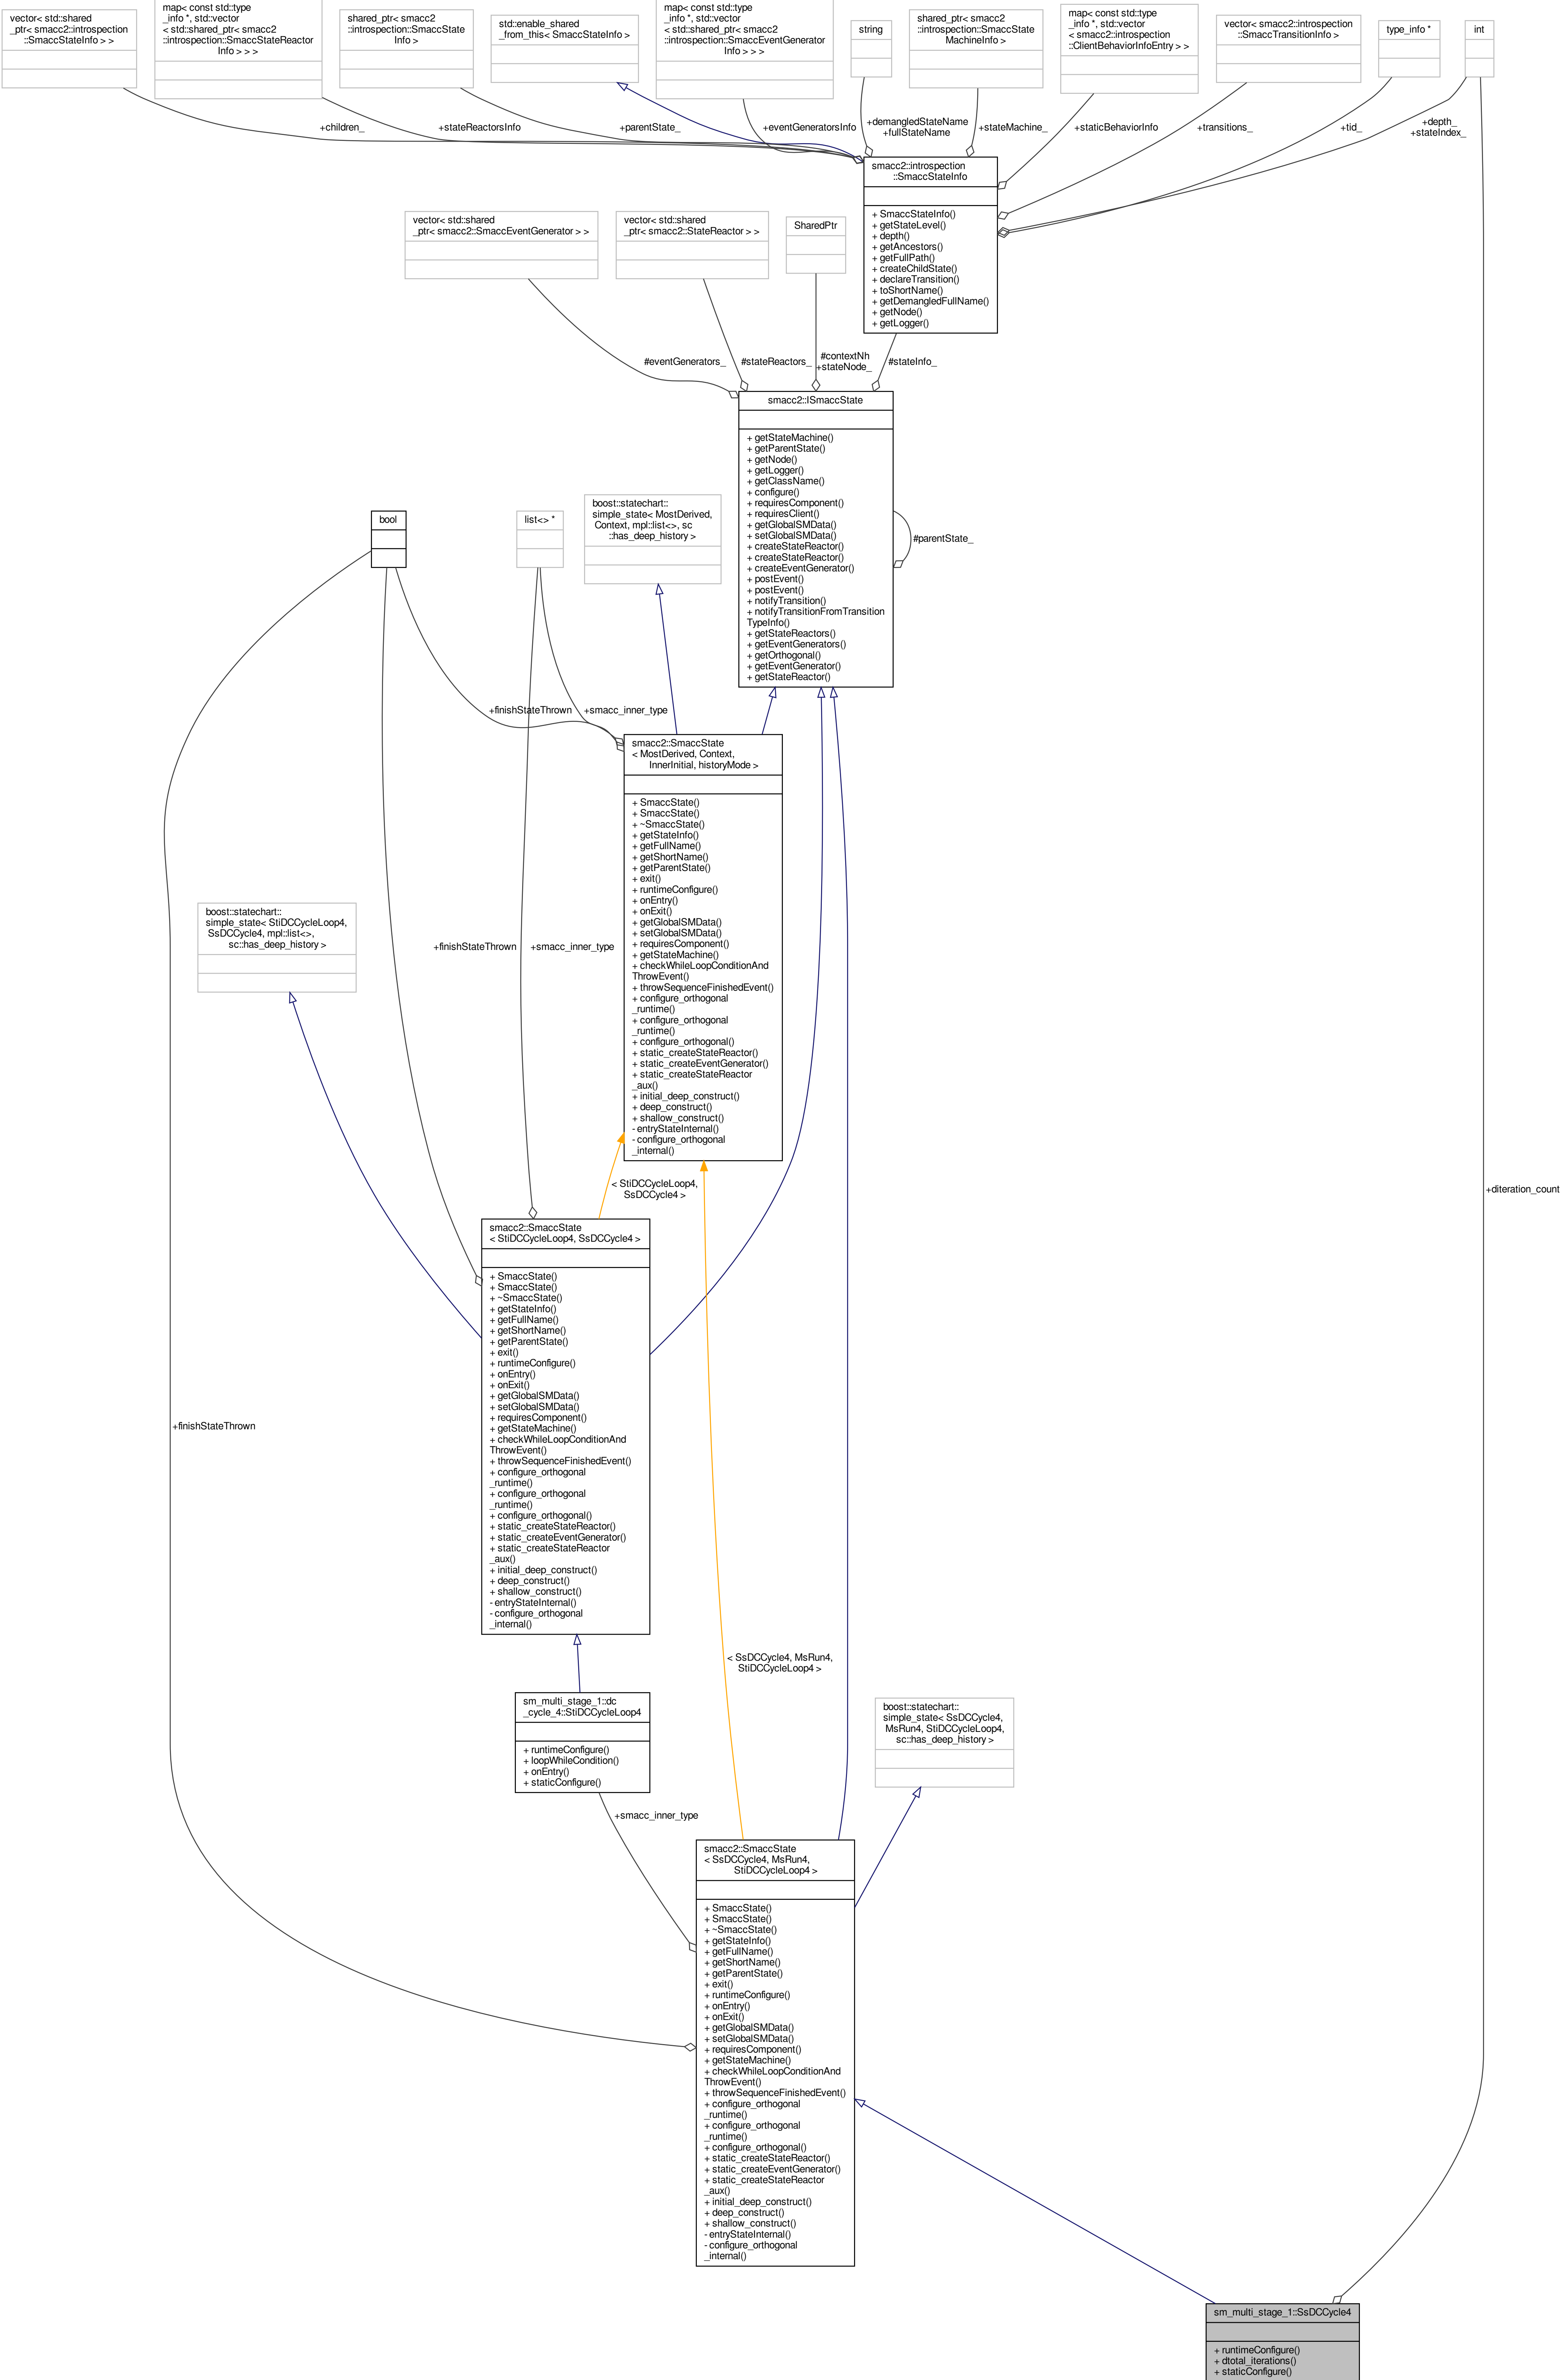 vector< std::shared
_ptr< smacc2::introspection
::SmaccStateInfo > >
map< const std::type
_info *, std::vector
< std::shared_ptr< smacc2
::introspection::SmaccStateReactor
Info > > >
shared_ptr< smacc2
::introspection::SmaccState
Info >
std::enable_shared
_from_this< SmaccStateInfo >
map< const std::type
_info *, std::vector
< std::shared_ptr< smacc2
::introspection::SmaccEventGenerator
Info > > >
string
shared_ptr< smacc2
::introspection::SmaccState
MachineInfo >
map< const std::type
_info *, std::vector
< smacc2::introspection
::ClientBehaviorInfoEntry > >
vector< smacc2::introspection
::SmaccTransitionInfo >
type_info *
int
+children_
+stateReactorsInfo
+parentState_
+eventGeneratorsInfo
+demangledStateName
+fullStateName
+stateMachine_
+staticBehaviorInfo
+transitions_
+tid_
+depth_
+stateIndex_
smacc2::introspection
::SmaccStateInfo
+ SmaccStateInfo()
+ getStateLevel()
+ depth()
+ getAncestors()
+ getFullPath()
+ createChildState()
+ declareTransition()
+ toShortName()
+ getDemangledFullName()
+ getNode()
+ getLogger()
vector< std::shared
_ptr< smacc2::SmaccEventGenerator > >
vector< std::shared
_ptr< smacc2::StateReactor > >
SharedPtr
#eventGenerators_
#stateReactors_
#contextNh
+stateNode_
#stateInfo_
smacc2::ISmaccState
+ getStateMachine()
+ getParentState()
+ getNode()
+ getLogger()
+ getClassName()
+ configure()
+ requiresComponent()
+ requiresClient()
+ getGlobalSMData()
+ setGlobalSMData()
+ createStateReactor()
+ createStateReactor()
+ createEventGenerator()
+ postEvent()
+ postEvent()
+ notifyTransition()
+ notifyTransitionFromTransition
TypeInfo()
+ getStateReactors()
+ getEventGenerators()
+ getOrthogonal()
+ getEventGenerator()
+ getStateReactor()
#parentState_
bool
list<> *
boost::statechart::
simple_state< MostDerived,
Context, mpl::list<>, sc
::has_deep_history >
+finishStateThrown
+smacc_inner_type
smacc2::SmaccState
< MostDerived, Context,
InnerInitial, historyMode >
+ SmaccState()
+ SmaccState()
+ ~SmaccState()
+ getStateInfo()
+ getFullName()
+ getShortName()
+ getParentState()
+ exit()
+ runtimeConfigure()
+ onEntry()
+ onExit()
+ getGlobalSMData()
+ setGlobalSMData()
+ requiresComponent()
+ getStateMachine()
+ checkWhileLoopConditionAnd
ThrowEvent()
+ throwSequenceFinishedEvent()
+ configure_orthogonal
_runtime()
+ configure_orthogonal
_runtime()
+ configure_orthogonal()
+ static_createStateReactor()
+ static_createEventGenerator()
+ static_createStateReactor
_aux()
+ initial_deep_construct()
+ deep_construct()
+ shallow_construct()
- entryStateInternal()
- configure_orthogonal
_internal()
boost::statechart::
simple_state< StiDCCycleLoop4,
SsDCCycle4, mpl::list<>,
sc::has_deep_history >
+finishStateThrown
+smacc_inner_type
< StiDCCycleLoop4,
SsDCCycle4 >
+diteration_count
smacc2::SmaccState
< StiDCCycleLoop4, SsDCCycle4 >
+ SmaccState()
+ SmaccState()
+ ~SmaccState()
+ getStateInfo()
+ getFullName()
+ getShortName()
+ getParentState()
+ exit()
+ runtimeConfigure()
+ onEntry()
+ onExit()
+ getGlobalSMData()
+ setGlobalSMData()
+ requiresComponent()
+ getStateMachine()
+ checkWhileLoopConditionAnd
ThrowEvent()
+ throwSequenceFinishedEvent()
+ configure_orthogonal
_runtime()
+ configure_orthogonal
_runtime()
+ configure_orthogonal()
+ static_createStateReactor()
+ static_createEventGenerator()
+ static_createStateReactor
_aux()
+ initial_deep_construct()
+ deep_construct()
+ shallow_construct()
- entryStateInternal()
- configure_orthogonal
_internal()
+finishStateThrown
< SsDCCycle4, MsRun4,
StiDCCycleLoop4 >
sm_multi_stage_1::dc
_cycle_4::StiDCCycleLoop4
+ runtimeConfigure()
+ loopWhileCondition()
+ onEntry()
+ staticConfigure()
boost::statechart::
simple_state< SsDCCycle4,
MsRun4, StiDCCycleLoop4,
sc::has_deep_history >
+smacc_inner_type
smacc2::SmaccState
< SsDCCycle4, MsRun4,
StiDCCycleLoop4 >
+ SmaccState()
+ SmaccState()
+ ~SmaccState()
+ getStateInfo()
+ getFullName()
+ getShortName()
+ getParentState()
+ exit()
+ runtimeConfigure()
+ onEntry()
+ onExit()
+ getGlobalSMData()
+ setGlobalSMData()
+ requiresComponent()
+ getStateMachine()
+ checkWhileLoopConditionAnd
ThrowEvent()
+ throwSequenceFinishedEvent()
+ configure_orthogonal
_runtime()
+ configure_orthogonal
_runtime()
+ configure_orthogonal()
+ static_createStateReactor()
+ static_createEventGenerator()
+ static_createStateReactor
_aux()
+ initial_deep_construct()
+ deep_construct()
+ shallow_construct()
- entryStateInternal()
- configure_orthogonal
_internal()
sm_multi_stage_1::SsDCCycle4
+ runtimeConfigure()
+ dtotal_iterations()
+ staticConfigure()